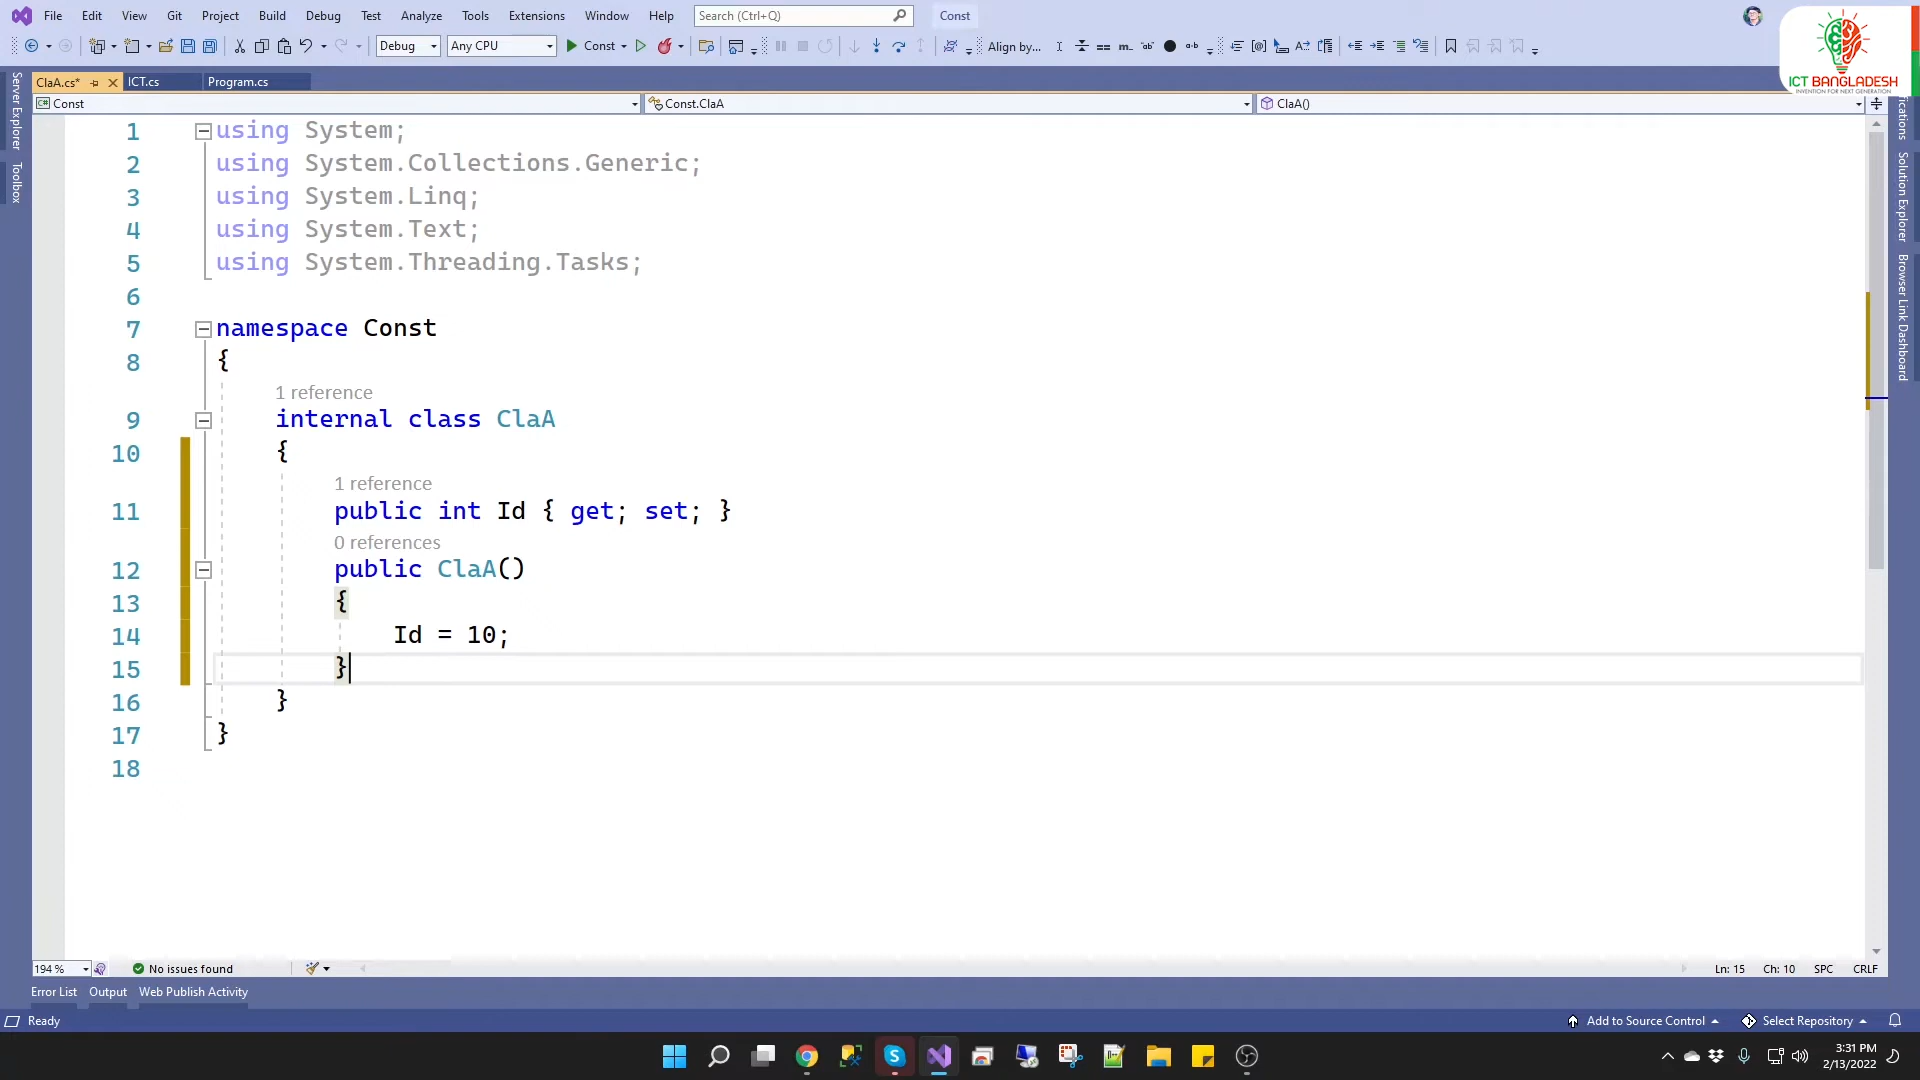 File Edit View Git Project Build Debug Test Analyze Tools Extensions Window Help Search (Ctrl+Q) Const
Debug Any CPU Const Align by...
ICT BANGLADESH
INVENTION FOR NEXT GENERATION
ClaA.cs* ICT.cs Program.cs
Const Const.ClaA ClaA()
Server Explorer
Toolbox
Solution Explorer
Browser Link Dashboard
1 using System;
2 using System.Collections.Generic;
3 using System.Linq;
4 using System.Text;
5 using System.Threading.Tasks;
6
7 namespace Const
8 {
1 reference
9 internal class ClaA
10 {
1 reference
11 public int Id { get; set; }
0 references
12 public ClaA()
13 {
14 Id = 10;
15 }
16 }
17 }
18
194 % No issues found Ln: 15 Ch: 10 SPC CRLF
Error List Output Web Publish Activity
Ready Add to Source Control Select Repository
3:31 PM
2/13/2022